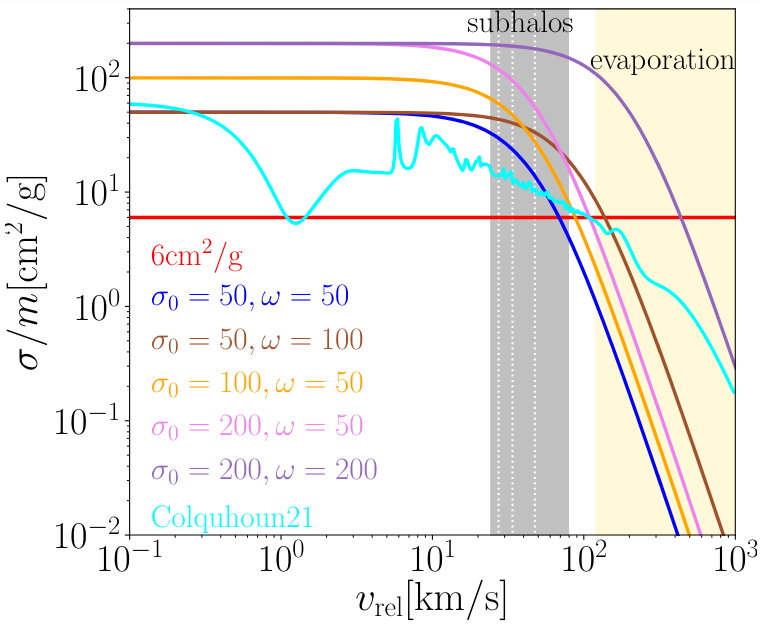 subhalos
evaporation
σ/m[cm²/g]
10²
10¹
10⁰
10⁻¹
10⁻²
6cm²/g
σ₀ = 50, ω = 50
σ₀ = 50, ω = 100
σ₀ = 100, ω = 50
σ₀ = 200, ω = 50
σ₀ = 200, ω = 200
Colquhoun21
10⁻¹ 10⁰ 10¹ 10² 10³
v_rel[km/s]